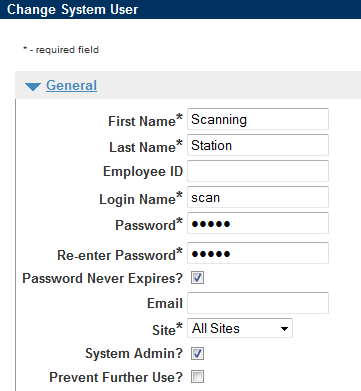 Change System User
* - required field
General
First Name* Scanning
Last Name* Station
Employee ID
Login Name* scan
Password* •••••
Re-enter Password* •••••
Password Never Expires?
Email
Site* All Sites
System Admin?
Prevent Further Use?